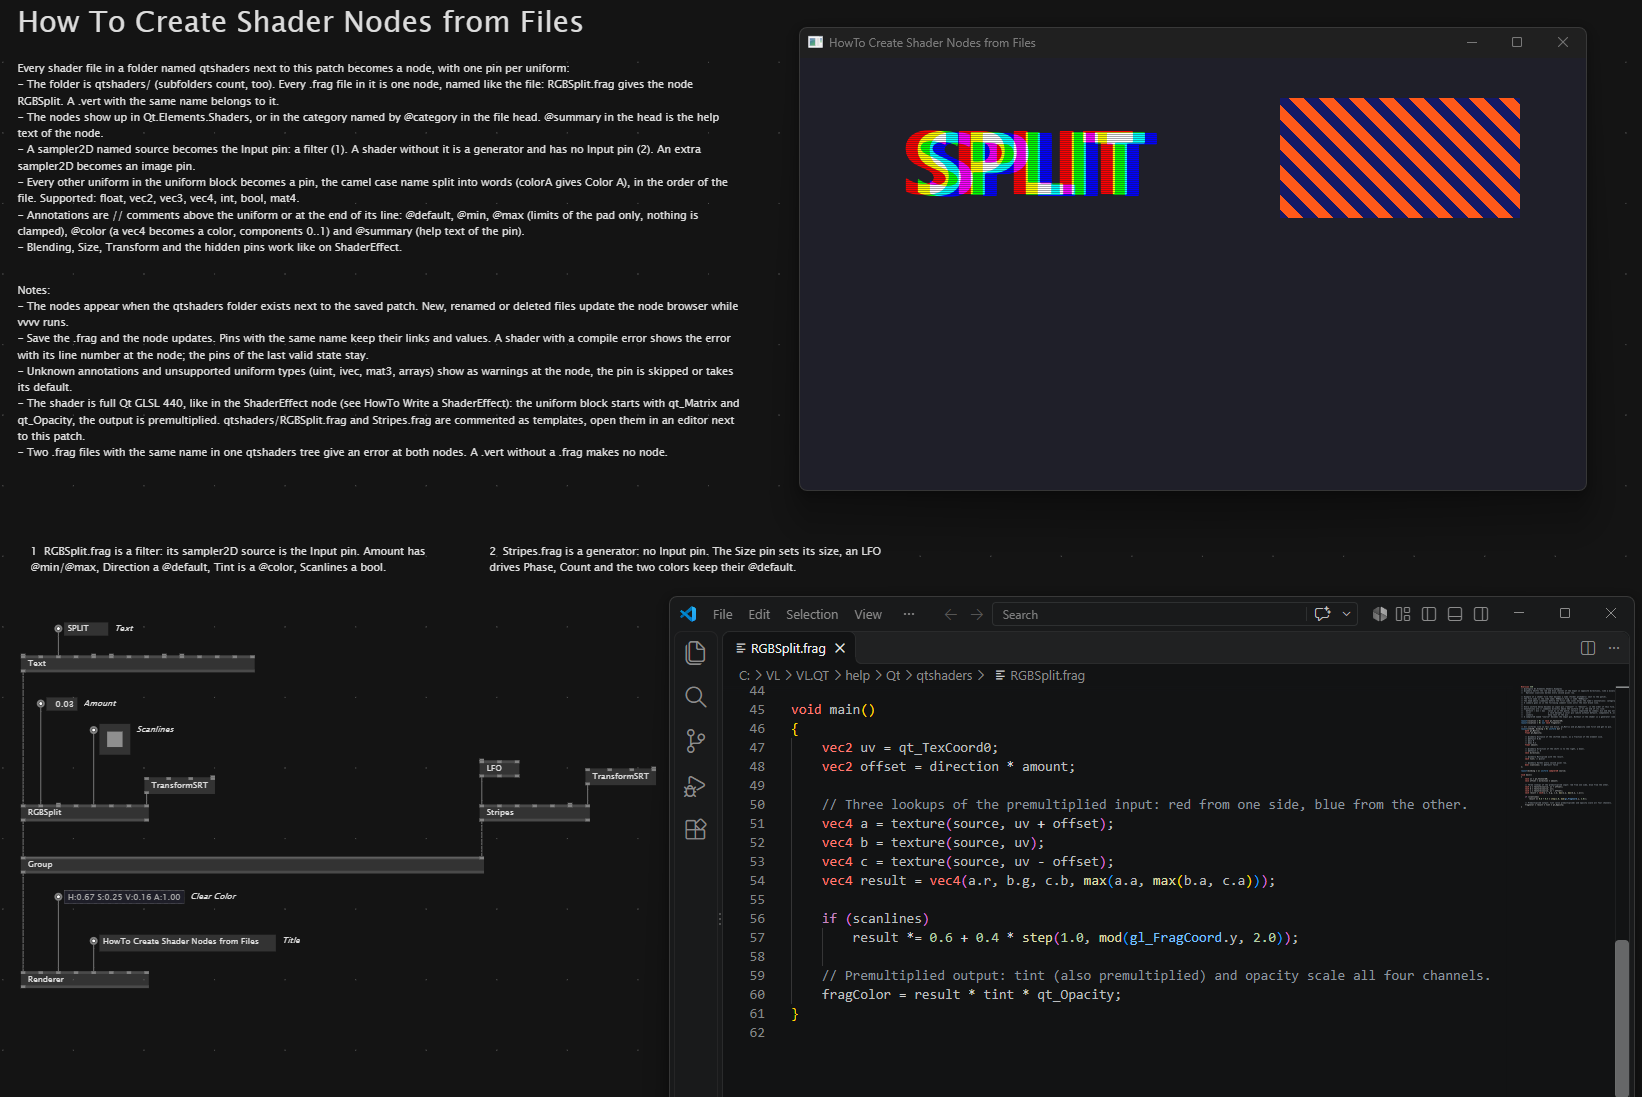 How To Create Shader Nodes from Files
Every shader file in a folder named qtshaders next to this patch becomes a node, with one pin per uniform:
- The folder is qtshaders/ (subfolders count, too). Every .frag file in it is one node, named like the file: RGBSplit.frag gives the node
RGBSplit. A .vert with the same name belongs to it.
- The nodes show up in Qt.Elements.Shaders, or in the category named by @category in the file head. @summary in the head is the help
text of the node.
- A sampler2D named source becomes the Input pin: a filter (1). A shader without it is a generator and has no Input pin (2). An extra
sampler2D becomes an image pin.
- Every other uniform in the uniform block becomes a pin, the camel case name split into words (colorA gives Color A), in the order of the
file. Supported: float, vec2, vec3, vec4, int, bool, mat4.
- Annotations are // comments above the uniform or at the end of its line: @default, @min, @max (limits of the pad only, nothing is
clamped), @color (a vec4 becomes a color, components 0..1) and @summary (help text of the pin).
- Blending, Size, Transform and the hidden pins work like on ShaderEffect.
Notes:
- The nodes appear when the qtshaders folder exists next to the saved patch. New, renamed or deleted files update the node browser while
vvvv runs.
- Save the .frag and the node updates. Pins with the same name keep their links and values. A shader with a compile error shows the error
with its line number at the node; the pins of the last valid state stay.
- Unknown annotations and unsupported uniform types (uint, ivec, mat3, arrays) show as warnings at the node, the pin is skipped or takes
its default.
- The shader is full Qt GLSL 440, like in the ShaderEffect node (see HowTo Write a ShaderEffect): the uniform block starts with qt_Matrix and
qt_Opacity, the output is premultiplied. qtshaders/RGBSplit.frag and Stripes.frag are commented as templates, open them in an editor next
to this patch.
- Two .frag files with the same name in one qtshaders tree give an error at both nodes. A .vert without a .frag makes no node.
HowTo Create Shader Nodes from Files
SPLIT
1 RGBSplit.frag is a filter: its sampler2D source is the Input pin. Amount has
@min/@max, Direction a @default, Tint is a @color, Scanlines a bool.
2 Stripes.frag is a generator: no Input pin. The Size pin sets its size, an LFO
drives Phase, Count and the two colors keep their @default.
SPLIT Text
Text
0.03 Amount
Scanlines
TransformSRT
RGBSplit
LFO
TransformSRT
Stripes
Group
H:0.67 S:0.25 V:0.16 A:1.00 Clear Color
HowTo Create Shader Nodes from Files Title
Renderer
File Edit Selection View ··· Search
RGBSplit.frag
C: > VL > VL.QT > help > Qt > qtshaders > RGBSplit.frag
44
45 void main()
46 {
47 vec2 uv = qt_TexCoord0;
48 vec2 offset = direction * amount;
49
50 // Three lookups of the premultiplied input: red from one side, blue from the other.
51 vec4 a = texture(source, uv + offset);
52 vec4 b = texture(source, uv);
53 vec4 c = texture(source, uv - offset);
54 vec4 result = vec4(a.r, b.g, c.b, max(a.a, max(b.a, c.a)));
55
56 if (scanlines)
57 result *= 0.6 + 0.4 * step(1.0, mod(gl_FragCoord.y, 2.0));
58
59 // Premultiplied output: tint (also premultiplied) and opacity scale all four channels.
60 fragColor = result * tint * qt_Opacity;
61 }
62